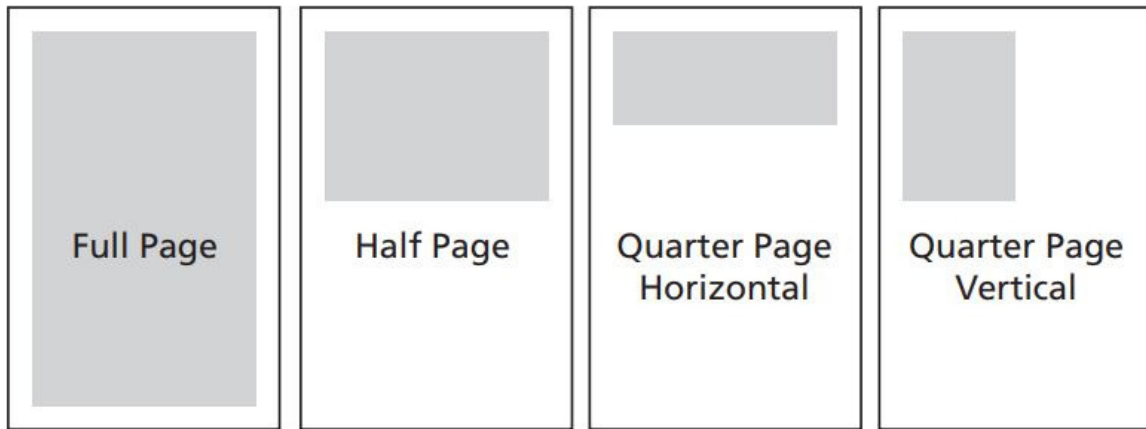 Full Page
Half Page
Quarter Page
Horizontal
Quarter Page
Vertical